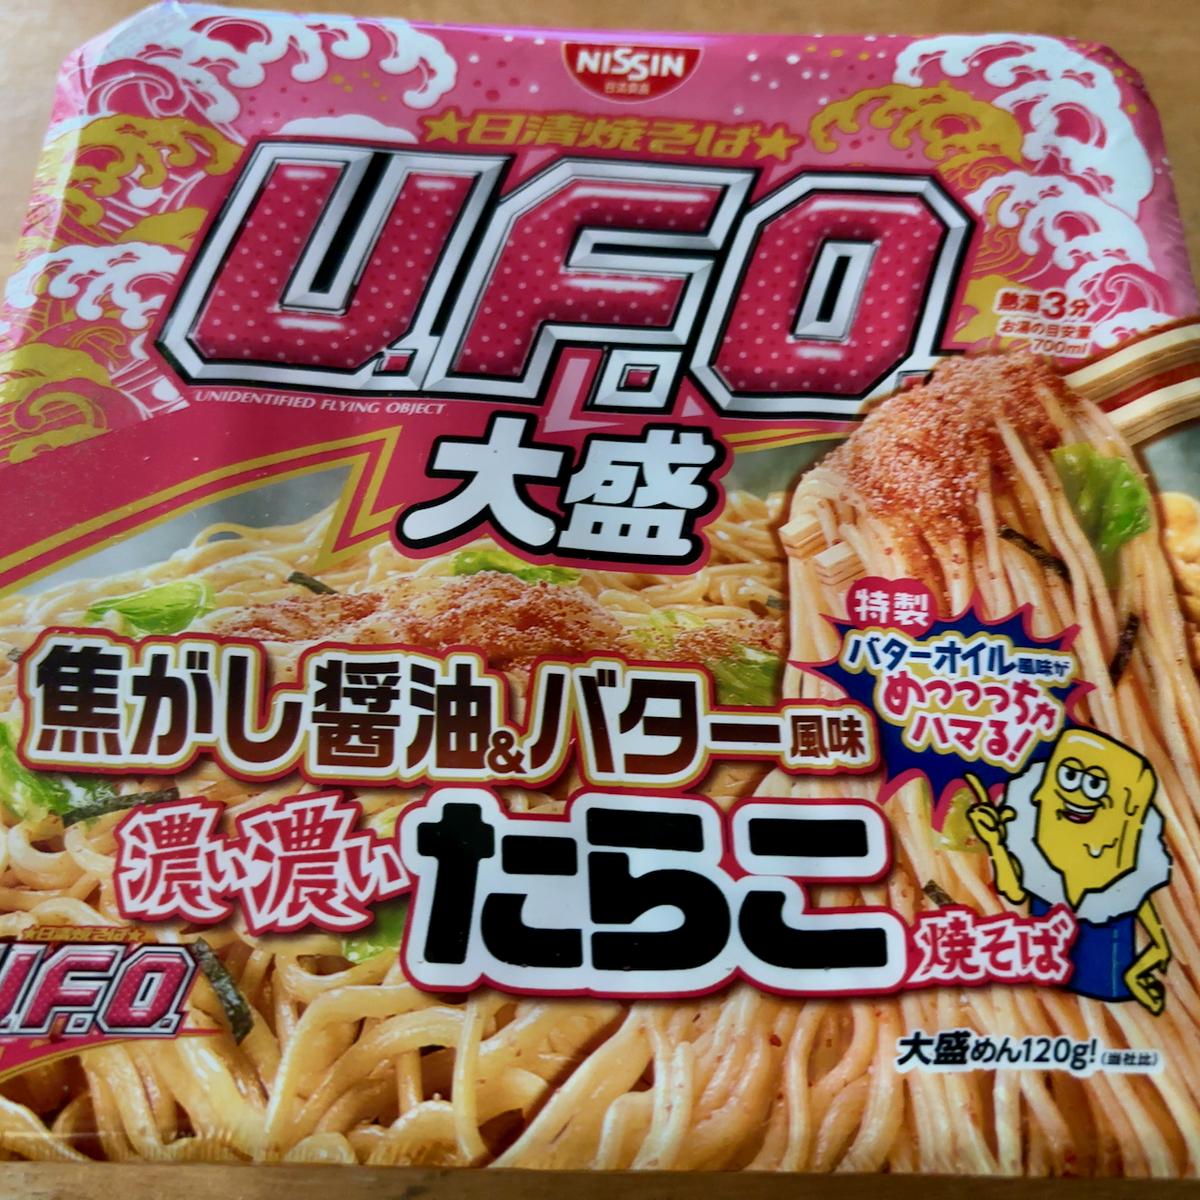 NISSIN
日清食品
★日清焼そば★
U.F.O.
UNIDENTIFIED FLYING OBJECT
熱湯3分
お湯の目安量
700ml
大盛
特製
バターオイル風味が
めっつっつちゃ
ハマる!
焦がし醤油&バター風味
濃い濃い
たらこ
焼そば
★日清焼そば★
U.F.O.
大盛めん120g!(当社比)